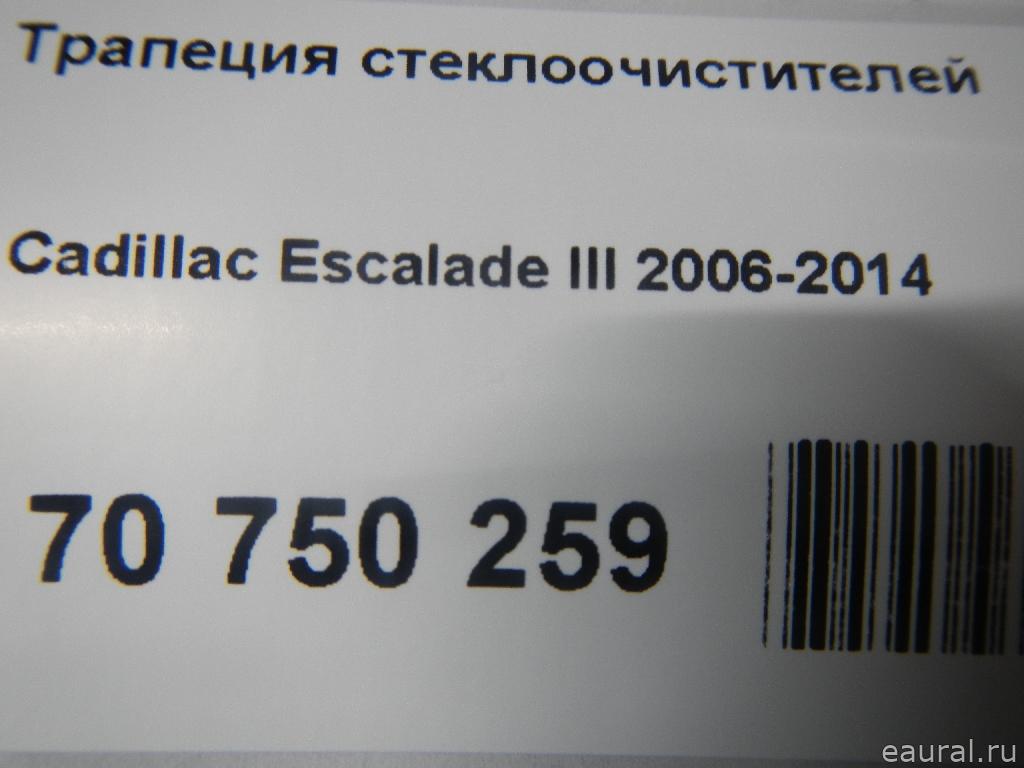 Трапеция стеклоочистителей
Cadillac Escalade III 2006-2014
70 750 259
eaural.ru